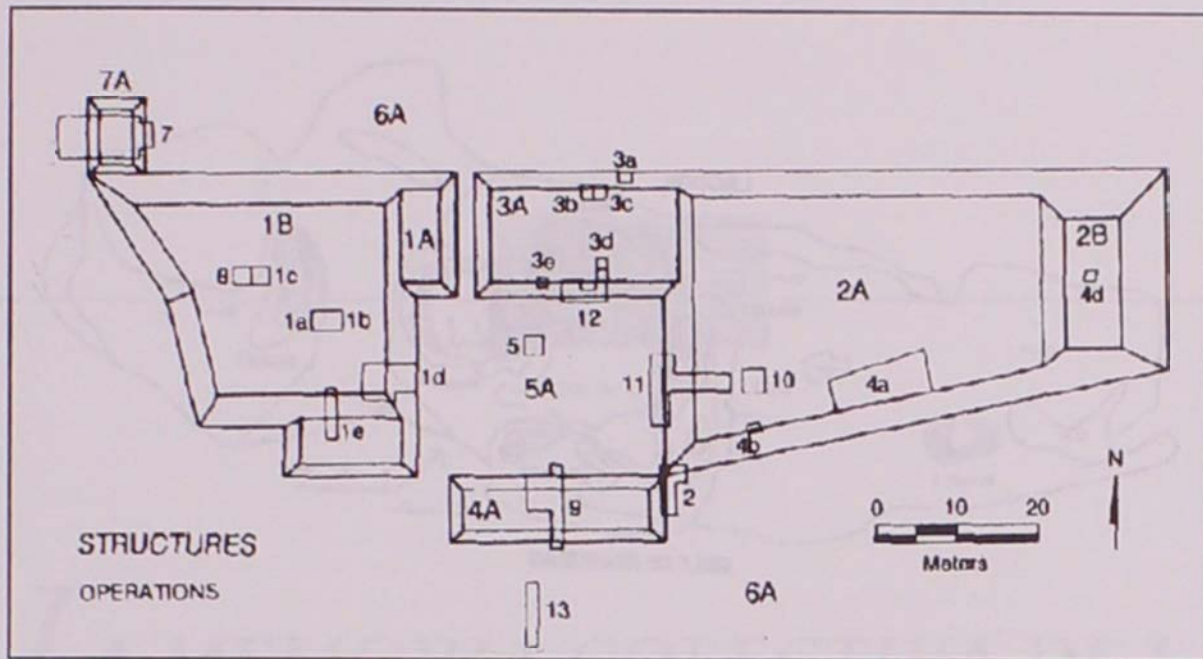 7A
7
6A
3a
3A
3b
3c
1B
1A
3d
2B
3e
4d
8
1c
2A
1a
1b
12
5
1d
5A
11
10
4a
1e
4b
N
4A
9
2
0 10 20
Meters
STRUCTURES
OPERATIONS
13
6A